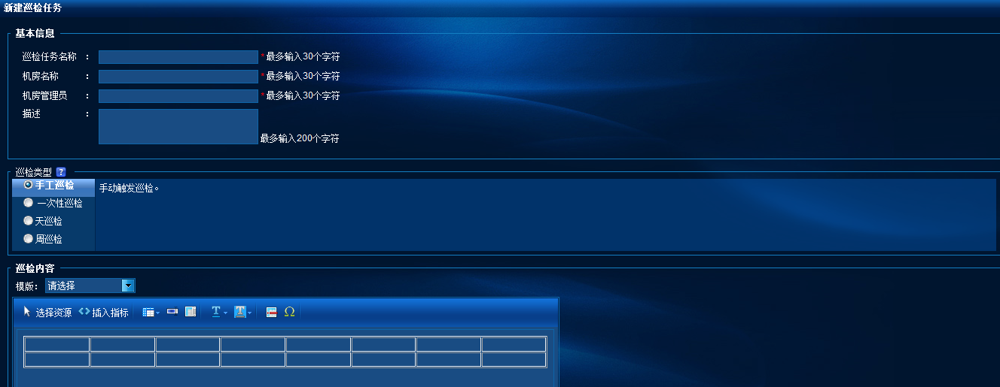 新建巡检任务
基本信息
巡检任务名称 ： *最多输入30个字符
机房名称 ： *最多输入30个字符
机房管理员 ： *最多输入30个字符
描述 ：
最多输入200个字符
巡检类型 ?
手工巡检 手动触发巡检。
一次性巡检
天巡检
周巡检
巡检内容
模版： 请选择
选择资源 插入指标 T T Ω